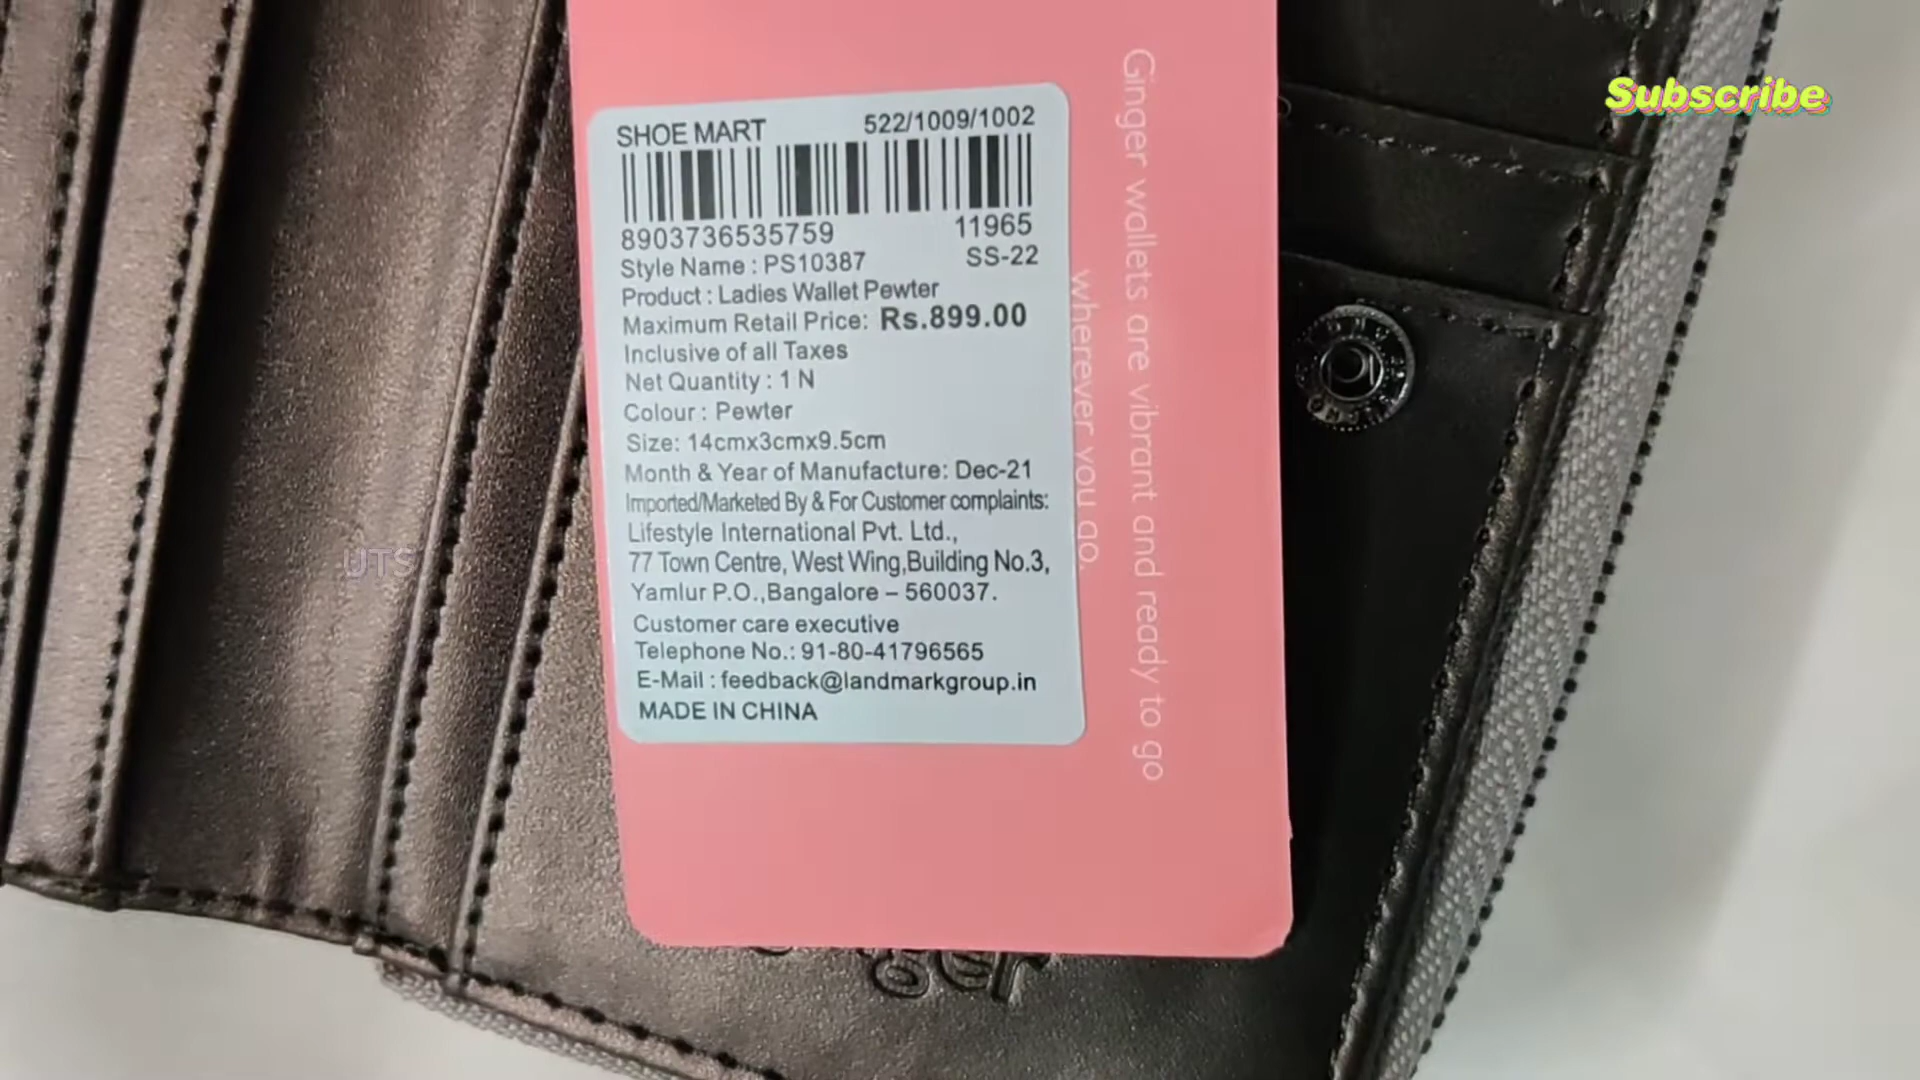 Subscribe
SHOE MART 522/1009/1002
8903736535759 11965
Style Name : PS10387 SS-22
Product : Ladies Wallet Pewter
Maximum Retail Price: Rs.899.00
Inclusive of all Taxes
Net Quantity : 1 N
Colour : Pewter
Size: 14cmx3cmx9.5cm
Month & Year of Manufacture: Dec-21
Imported/Marketed By & For Customer complaints:
Lifestyle International Pvt. Ltd.,
77 Town Centre, West Wing,Building No.3,
Yamlur P.O.,Bangalore – 560037.
Customer care executive
Telephone No.: 91-80-41796565
E-Mail : feedback@landmarkgroup.in
MADE IN CHINA
Ginger wallets are vibrant and ready to go
wherever you go.
UTS